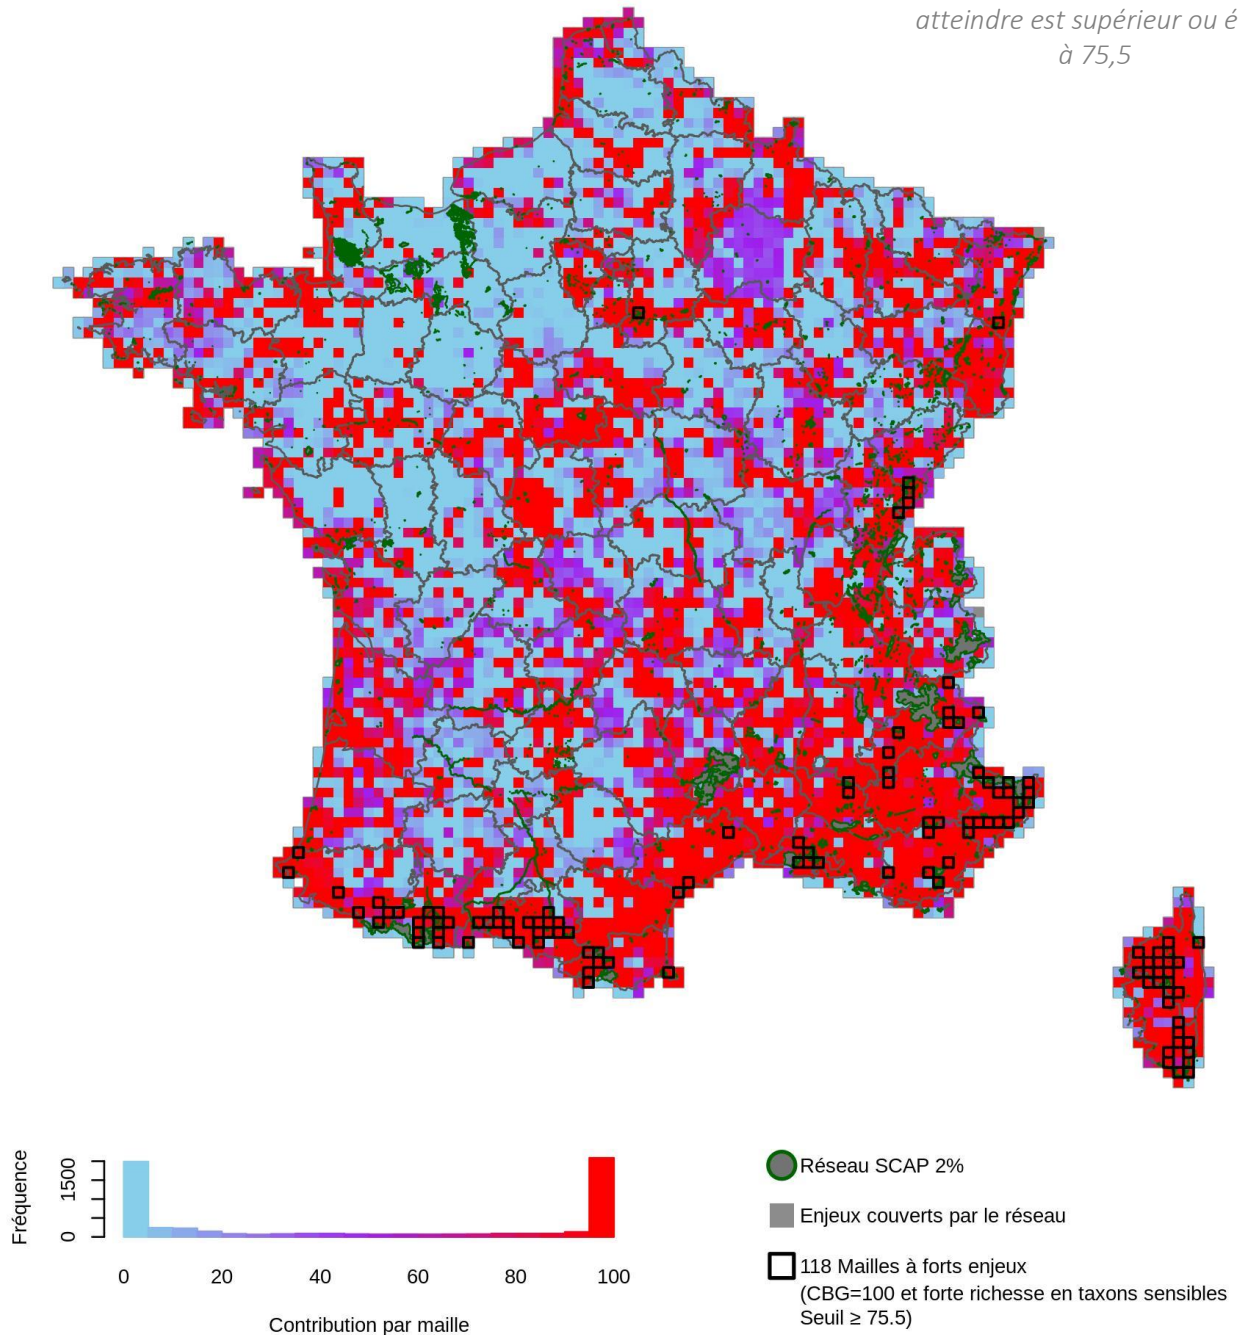 atteindre est supérieur ou é
à 75,5
Fréquence
1500
0
0
20
40
60
80
100
Contribution par maille
Réseau SCAP 2%
Enjeux couverts par le réseau
118 Mailles à forts enjeux
(CBG=100 et forte richesse en taxons sensibles
Seuil ≥ 75.5)